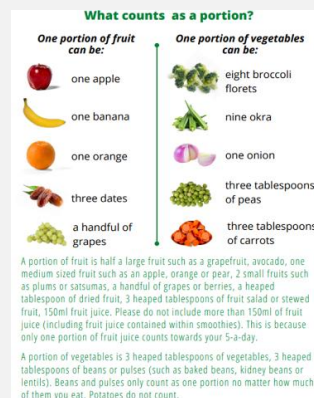 What counts as a portion?
One portion of fruit
can be:
one apple
one banana
one orange
three dates
a handful of
grapes
One portion of vegetables
can be:
eight broccoli
florets
nine okra
one onion
three tablespoons
of peas
three tablespoons
of carrots
A portion of fruit is half a large fruit such as a grapefruit, avocado, one
medium sized fruit such as an apple, orange or pear, 2 small fruits such
as plums or satsumas, a handful of grapes or berries, a heaped
tablespoon of dried fruit, 3 heaped tablespoons of fruit salad or stewed
fruit, 150ml fruit juice. Please do not include more than 150ml of fruit
juice (including fruit juice contained within smoothies). This is because
only one portion of fruit juice counts towards your 5-a-day.
A portion of vegetables is 3 heaped tablespoons of vegetables, 3 heaped
tablespoons of beans or pulses (such as baked beans, kidney beans or
lentils). Beans and pulses only count as one portion no matter how much
of them you eat. Potatoes do not count.